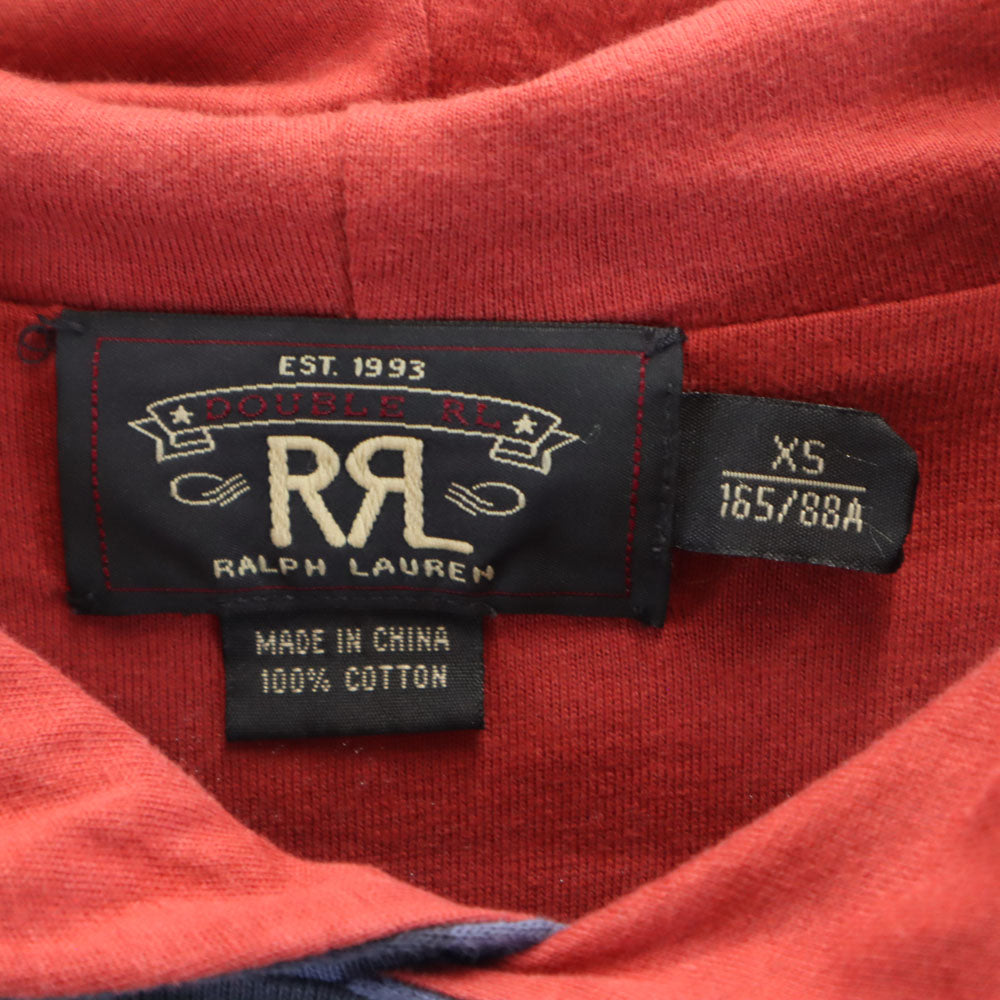 EST. 1993
DOUBLE RL
RRL
RALPH LAUREN
XS
165/88A
MADE IN CHINA
100% COTTON